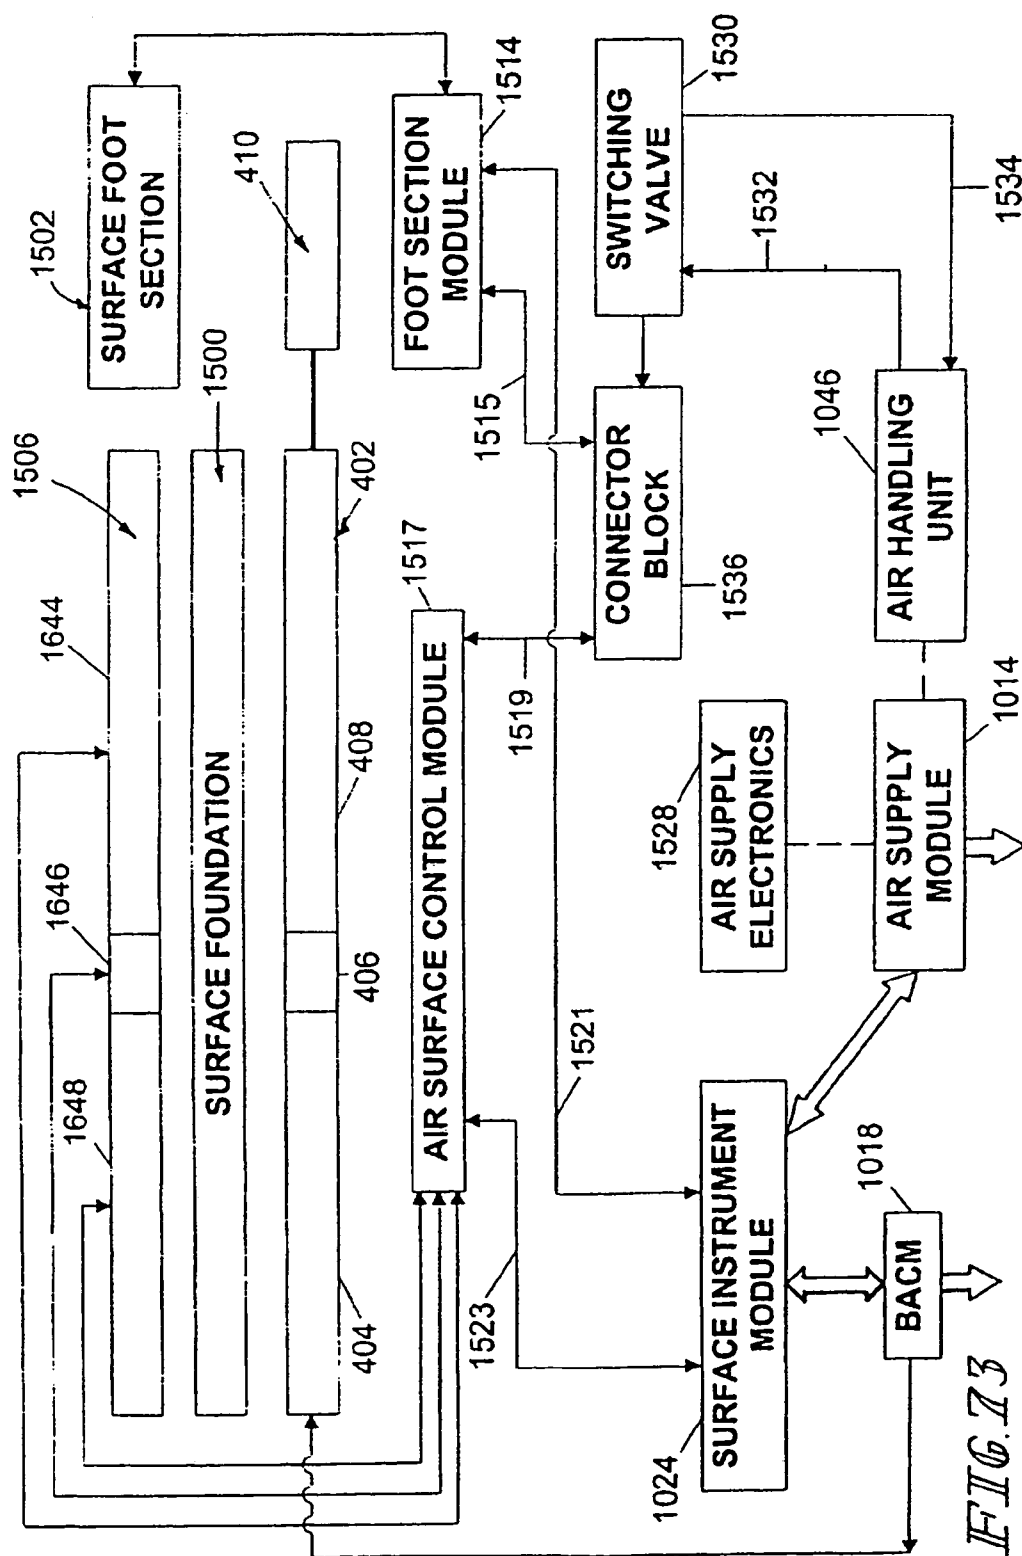 1506
1644
1646
1648
1502
SURFACE FOOT
SECTION
1500
SURFACE FOUNDATION
410
402
408
406
404
1514
FOOT SECTION
MODULE
1517
AIR SURFACE CONTROL MODULE
1515
1519
1521
1523
1530
SWITCHING
VALVE
CONNECTOR
BLOCK
1536
1532
1534
1528
AIR SUPPLY
ELECTRONICS
1046
AIR HANDLING
UNIT
1014
AIR SUPPLY
MODULE
1024
SURFACE INSTRUMENT
MODULE
1018
BACM
FIG. 73